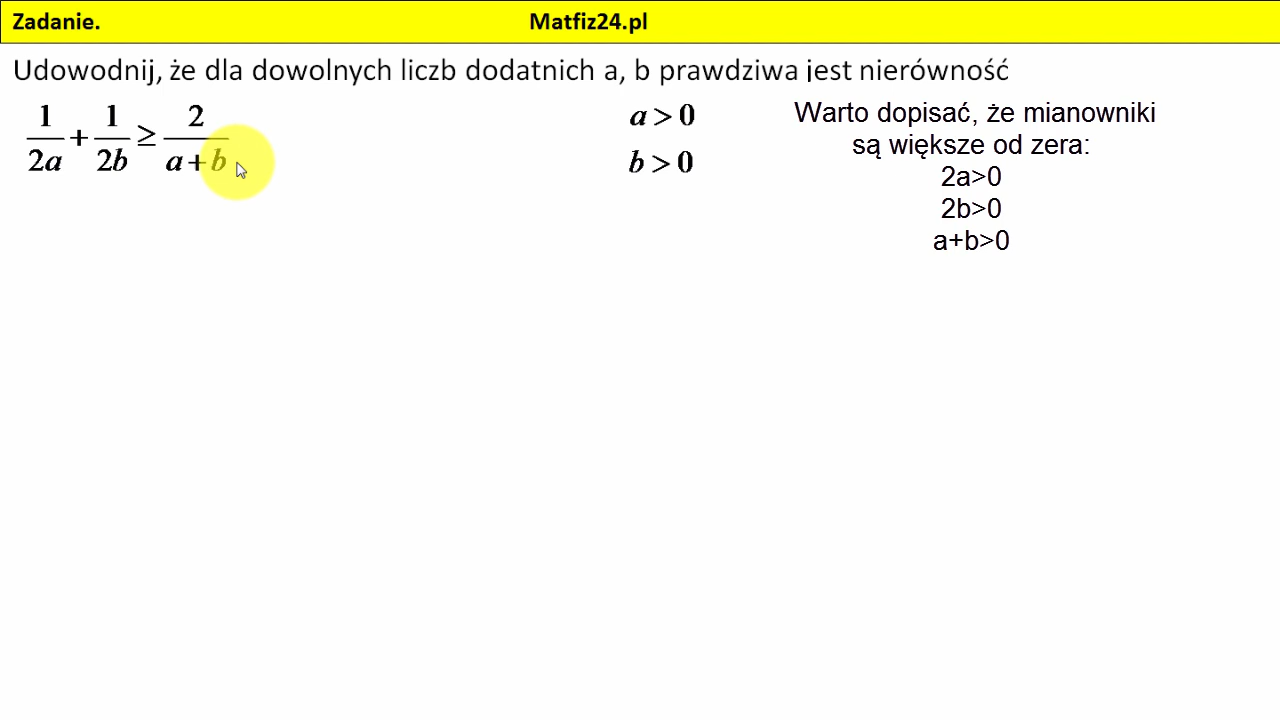 Zadanie. Matfiz24.pl
Udowodnij, że dla dowolnych liczb dodatnich a, b prawdziwa jest nierówność
1/2a + 1/2b ≥ 2/a+b
a > 0
b > 0
Warto dopisać, że mianowniki
są większe od zera:
2a>0
2b>0
a+b>0